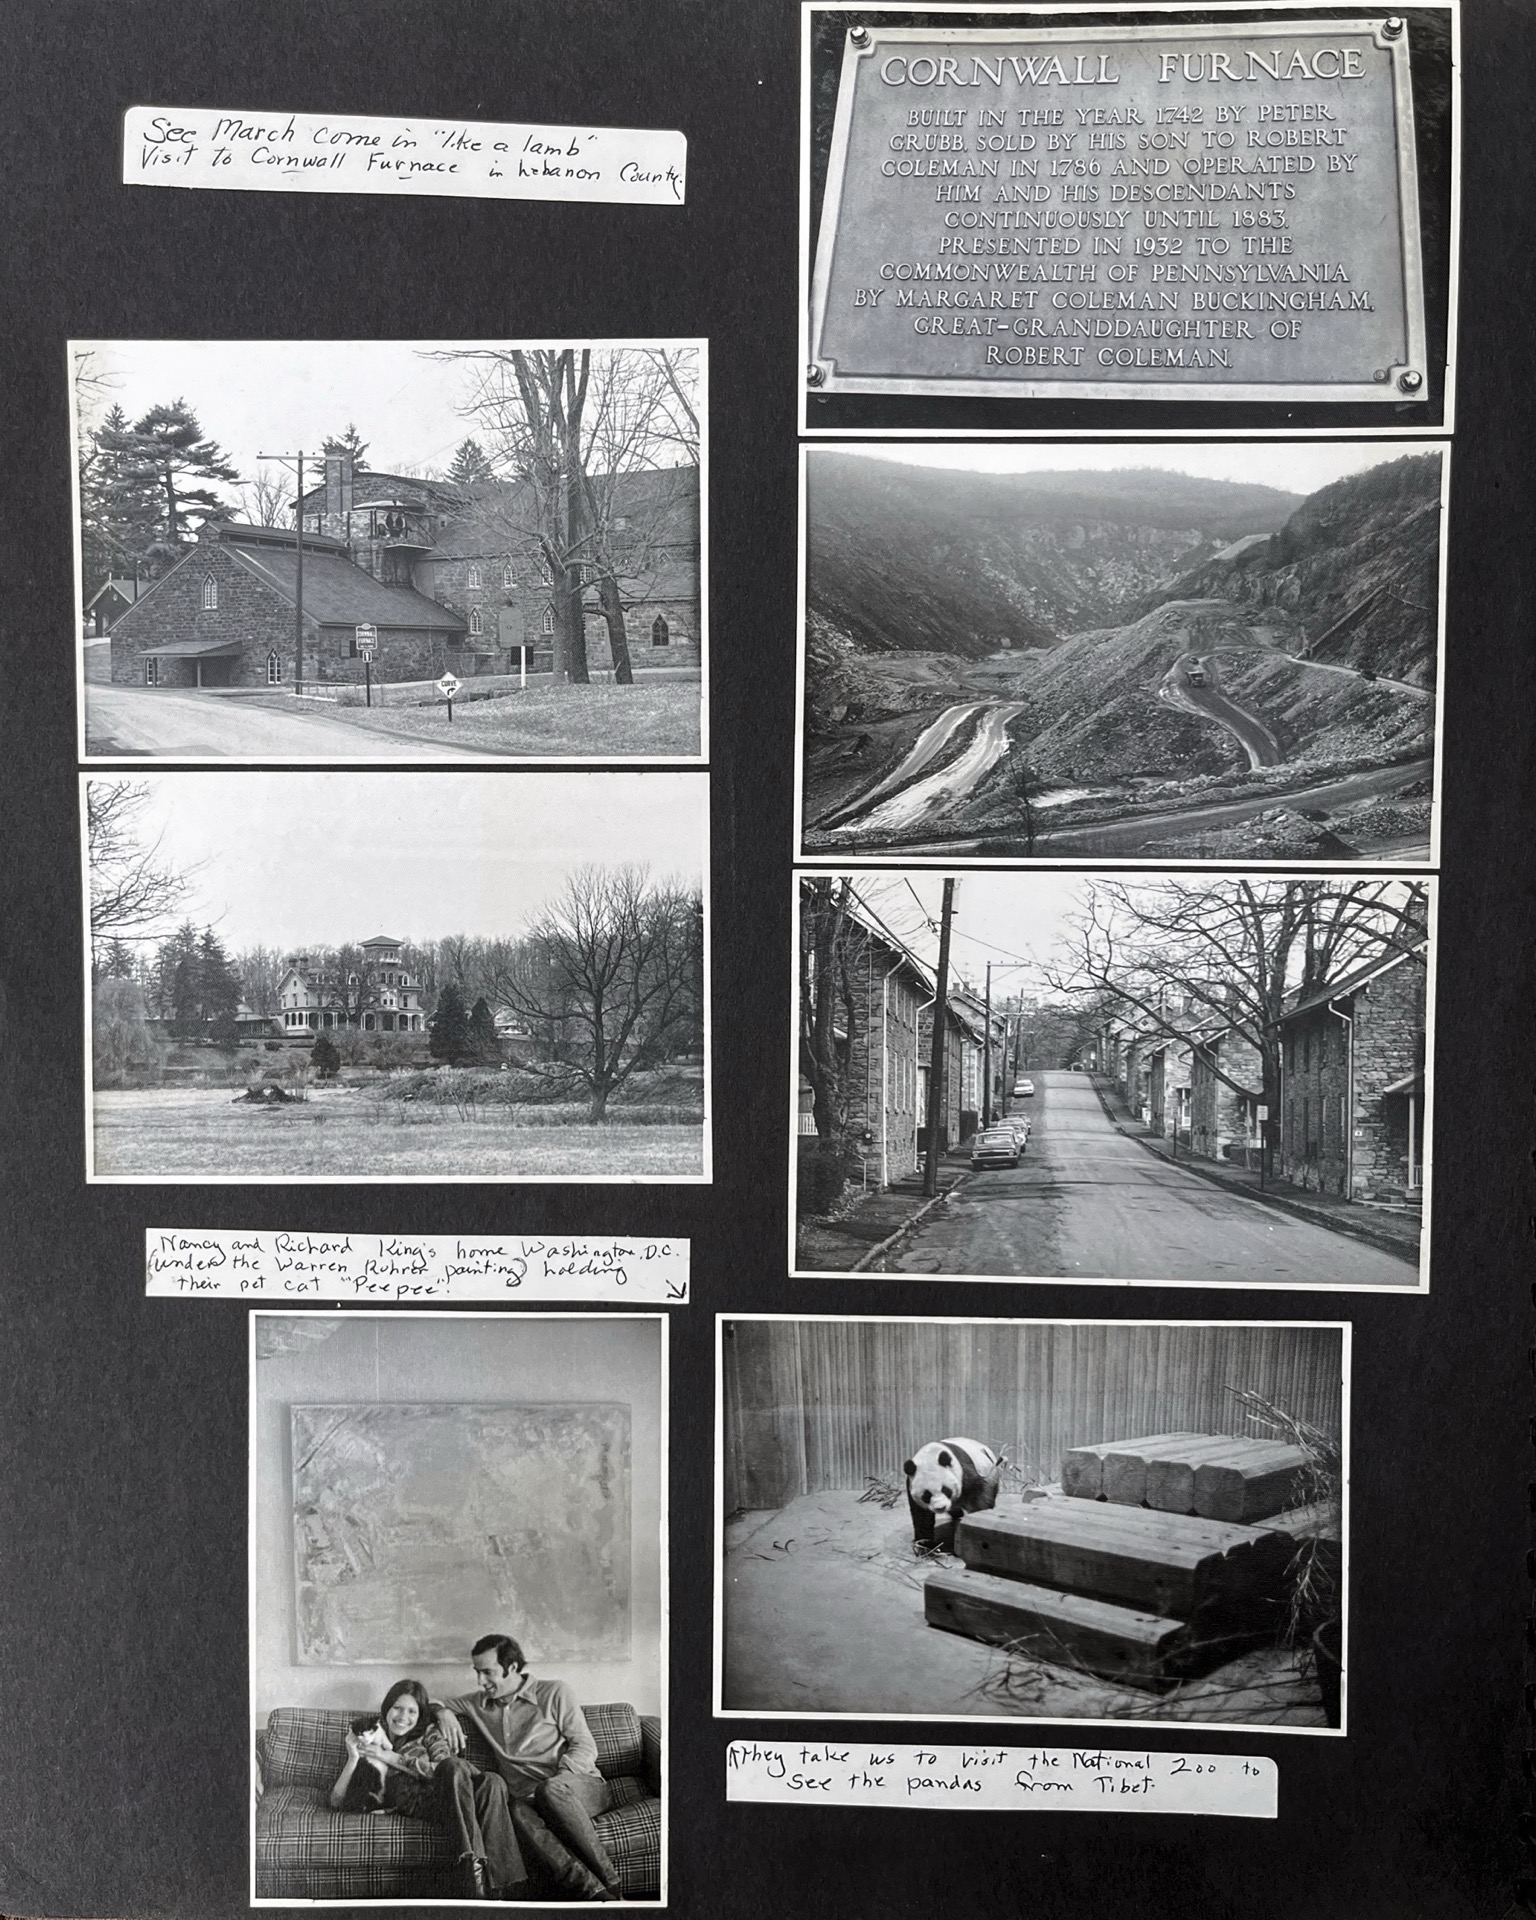 See March come in "like a lamb"
Visit to Cornwall Furnace in Lebanon County.
CORNWALL FURNACE
BUILT IN THE YEAR 1742 BY PETER
GRUBB, SOLD BY HIS SON TO ROBERT
COLEMAN IN 1786 AND OPERATED BY
HIM AND HIS DESCENDANTS
CONTINUOUSLY UNTIL 1883.
PRESENTED IN 1932 TO THE
COMMONWEALTH OF PENNSYLVANIA
BY MARGARET COLEMAN BUCKINGHAM,
GREAT-GRANDDAUGHTER OF
ROBERT COLEMAN.
CORNWALL
FURNACE
CURVE
Nancy and Richard King's home Washington, D.C.
(under the Warren Rohrer painting) holding
their pet cat "Peepee".
They take us to visit the National Zoo to
see the pandas from Tibet.